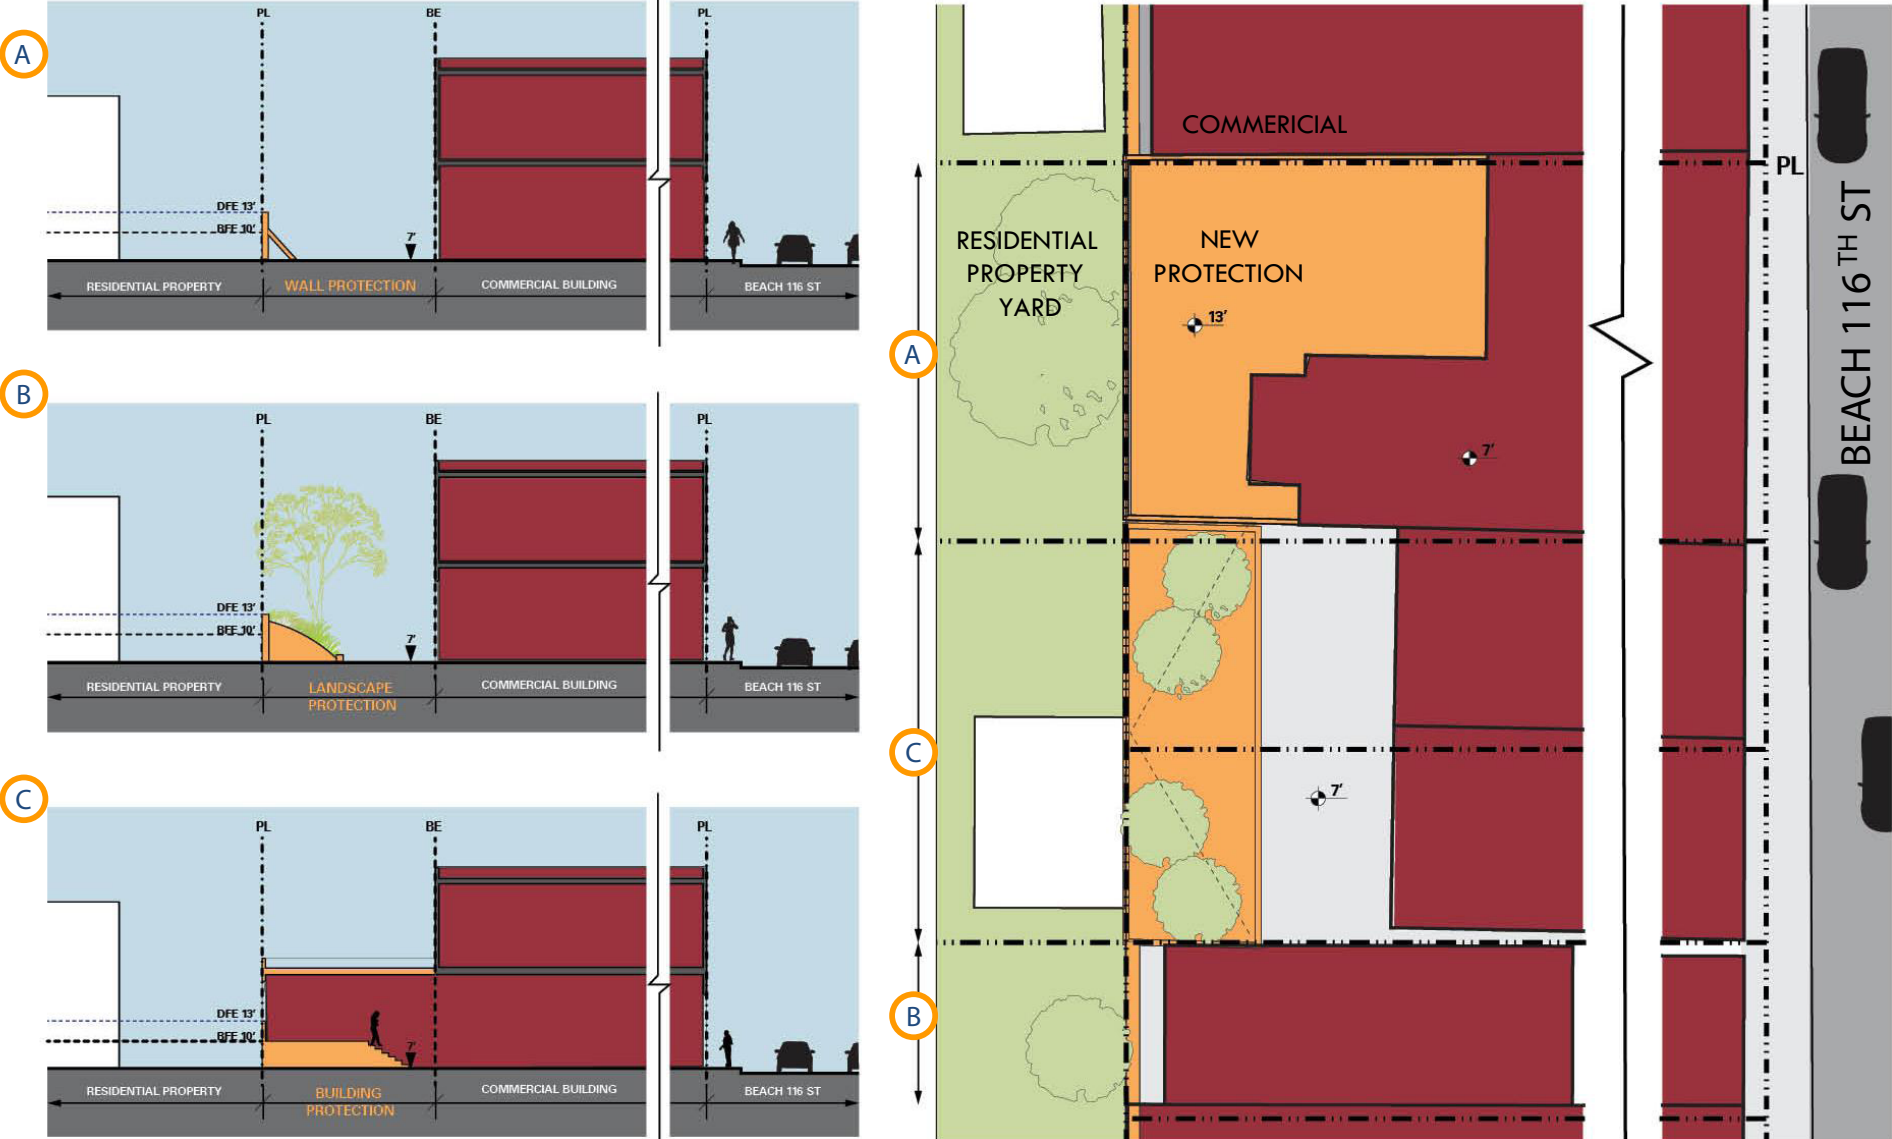 A
PL
BE
PL
DFE 13'
BFE 10'
7'
RESIDENTIAL PROPERTY
WALL PROTECTION
COMMERCIAL BUILDING
BEACH 116 ST
B
PL
BE
PL
DFE 13'
BFE 10'
7'
RESIDENTIAL PROPERTY
LANDSCAPE
PROTECTION
COMMERCIAL BUILDING
BEACH 116 ST
C
PL
BE
PL
DFE 13'
BFE 10'
7'
RESIDENTIAL PROPERTY
BUILDING
PROTECTION
COMMERCIAL BUILDING
BEACH 116 ST
COMMERICIAL
PL
BEACH 116TH ST
RESIDENTIAL
PROPERTY
YARD
NEW
PROTECTION
13'
A
7'
C
7'
B